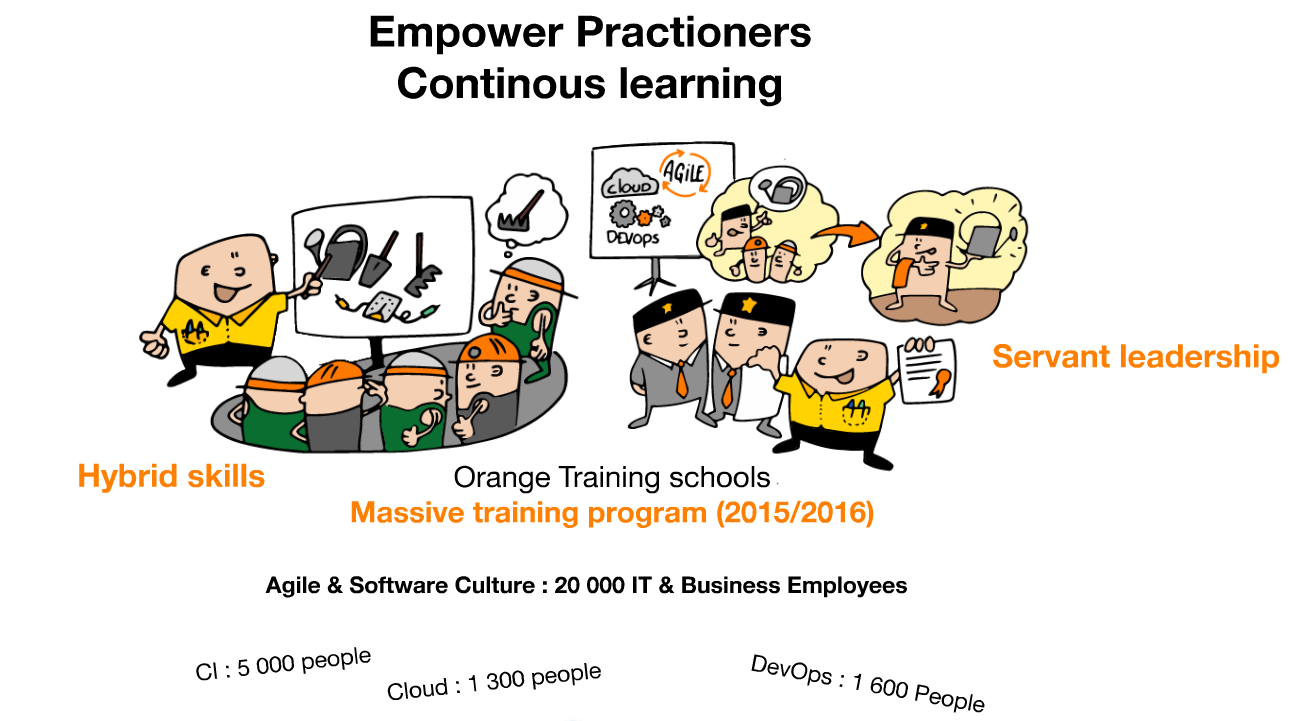 Empower Practioners
Continous learning
cloud
AGiLE
DEVops
Servant leadership
Hybrid skills
Orange Training schools
Massive training program (2015/2016)
Agile & Software Culture : 20 000 IT & Business Employees
CI : 5 000 people
Cloud : 1 300 people
DevOps : 1 600 People